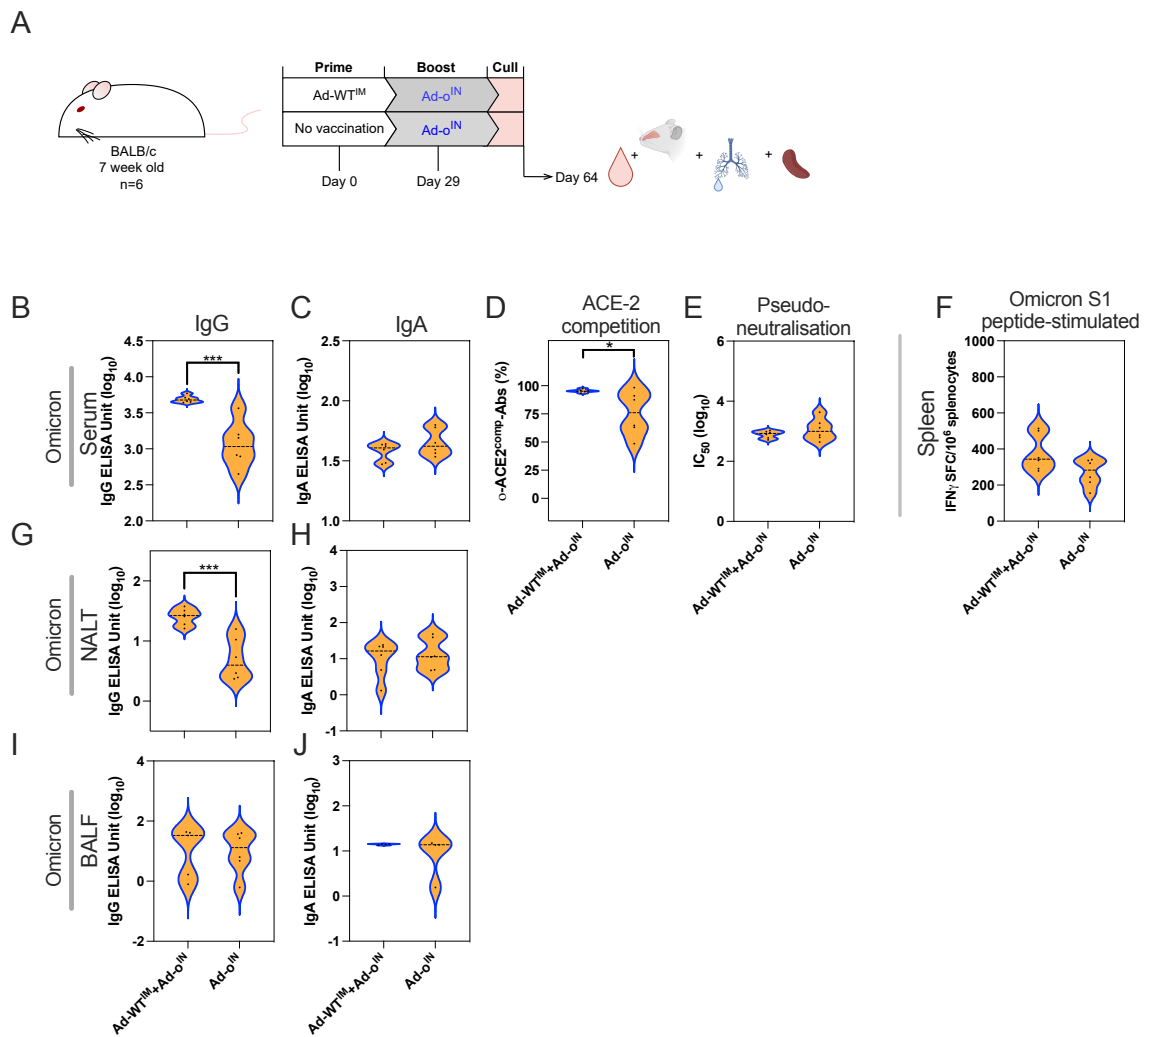 A
Prime Boost Cull
Ad-WT^IM Ad-o^IN
No vaccination Ad-o^IN
BALB/c
7 week old
n=6
Day 0 Day 29 Day 64
+ + +
B
IgG
Omicron
Serum
IgG ELISA Unit (log10)
4.5
4.0
3.5
3.0
2.5
2.0
***
C
IgA
IgA ELISA Unit (log10)
2.5
2.0
1.5
1.0
D
ACE-2
competition
ο-ACE2^comp-Abs (%)
100
75
50
25
0
*
Ad-WT^IM+Ad-o^IN
Ad-o^IN
E
Pseudo-
neutralisation
IC50 (log10)
6
4
2
0
Ad-WT^IM+Ad-o^IN
Ad-o^IN
F
Omicron S1
peptide-stimulated
Spleen
IFNγ SFC/10^6 splenocytes
1000
800
600
400
200
0
Ad-WT^IM+Ad-o^IN
Ad-o^IN
G
Omicron
NALT
IgG ELISA Unit (log10)
2
1
0
***
H
IgA ELISA Unit (log10)
4
3
2
1
0
-1
I
Omicron
BALF
IgG ELISA Unit (log10)
4
2
0
-2
Ad-WT^IM+Ad-o^IN
Ad-o^IN
J
IgA ELISA Unit (log10)
3
2
1
0
-1
Ad-WT^IM+Ad-o^IN
Ad-o^IN